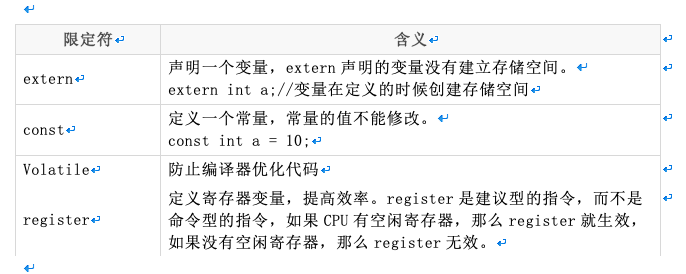 限定符 含义
extern 声明一个变量，extern 声明的变量没有建立存储空间。
extern int a;//变量在定义的时候创建存储空间
const 定义一个常量，常量的值不能修改。
const int a = 10;
Volatile 防止编译器优化代码
register 定义寄存器变量，提高效率。register 是建议型的指令，而不是
命令型的指令，如果 CPU 有空闲寄存器，那么 register 就生效，
如果没有空闲寄存器，那么 register 无效。